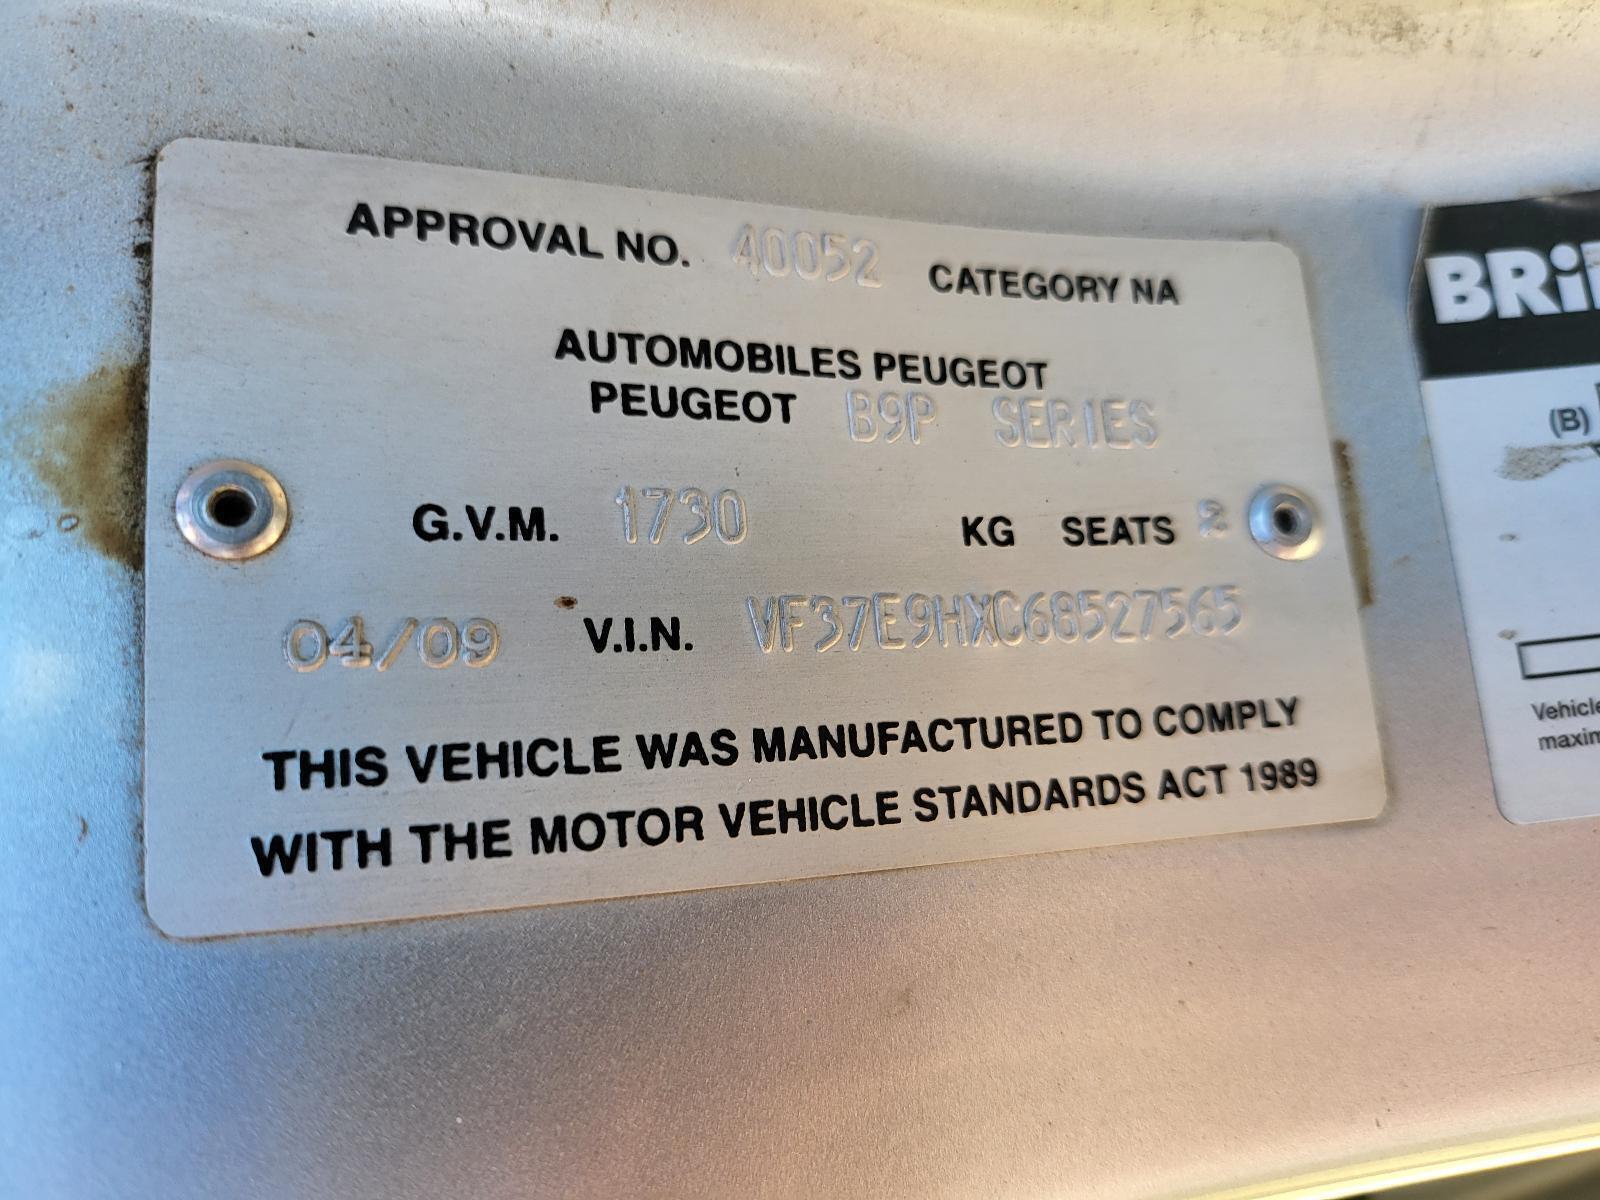 APPROVAL NO. 40052 CATEGORY NA
AUTOMOBILES PEUGEOT
PEUGEOT B9P SERIES
G.V.M. 1730 KG SEATS 2
04/09 V.I.N. VF37E9HXC68527565
THIS VEHICLE WAS MANUFACTURED TO COMPLY
WITH THE MOTOR VEHICLE STANDARDS ACT 1989
(B)
Vehicle